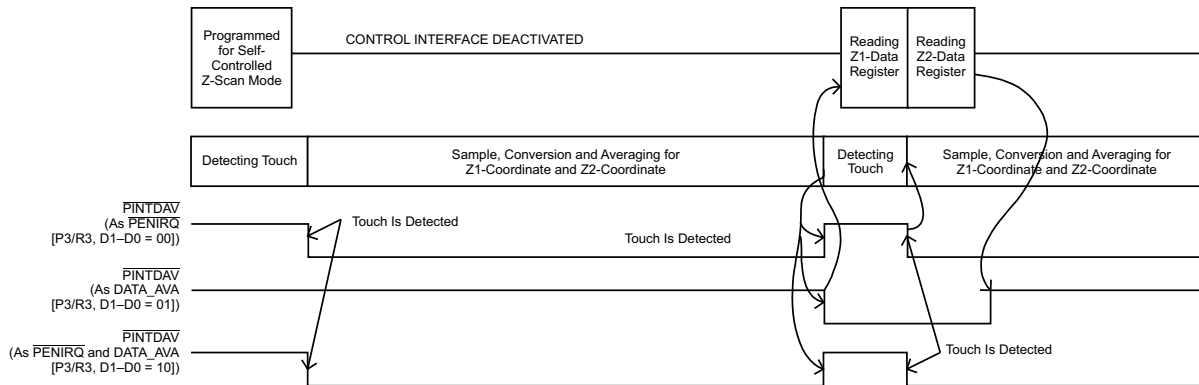 Programmed
for Self-
Controlled
Z-Scan Mode
CONTROL INTERFACE DEACTIVATED
Reading
Z1-Data
Register
Reading
Z2-Data
Register
Detecting Touch
Sample, Conversion and Averaging for
Z1-Coordinate and Z2-Coordinate
Detecting
Touch
Sample, Conversion and Averaging for
Z1-Coordinate and Z2-Coordinate
PINTDAV
(As PENIRQ
[P3/R3, D1–D0 = 00])
Touch Is Detected
Touch Is Detected
PINTDAV
(As DATA_AVA
[P3/R3, D1–D0 = 01])
PINTDAV
(As PENIRQ and DATA_AVA
[P3/R3, D1–D0 = 10])
Touch Is Detected